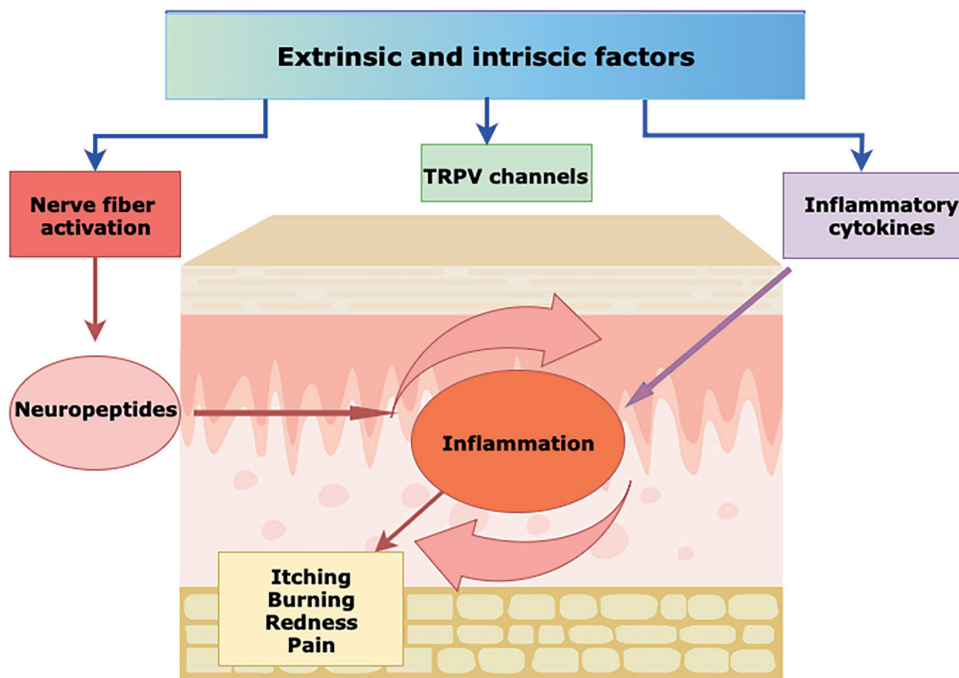 Extrinsic and intriscic factors
Nerve fiber
activation
TRPV channels
Inflammatory
cytokines
Neuropeptides
Inflammation
Itching
Burning
Redness
Pain